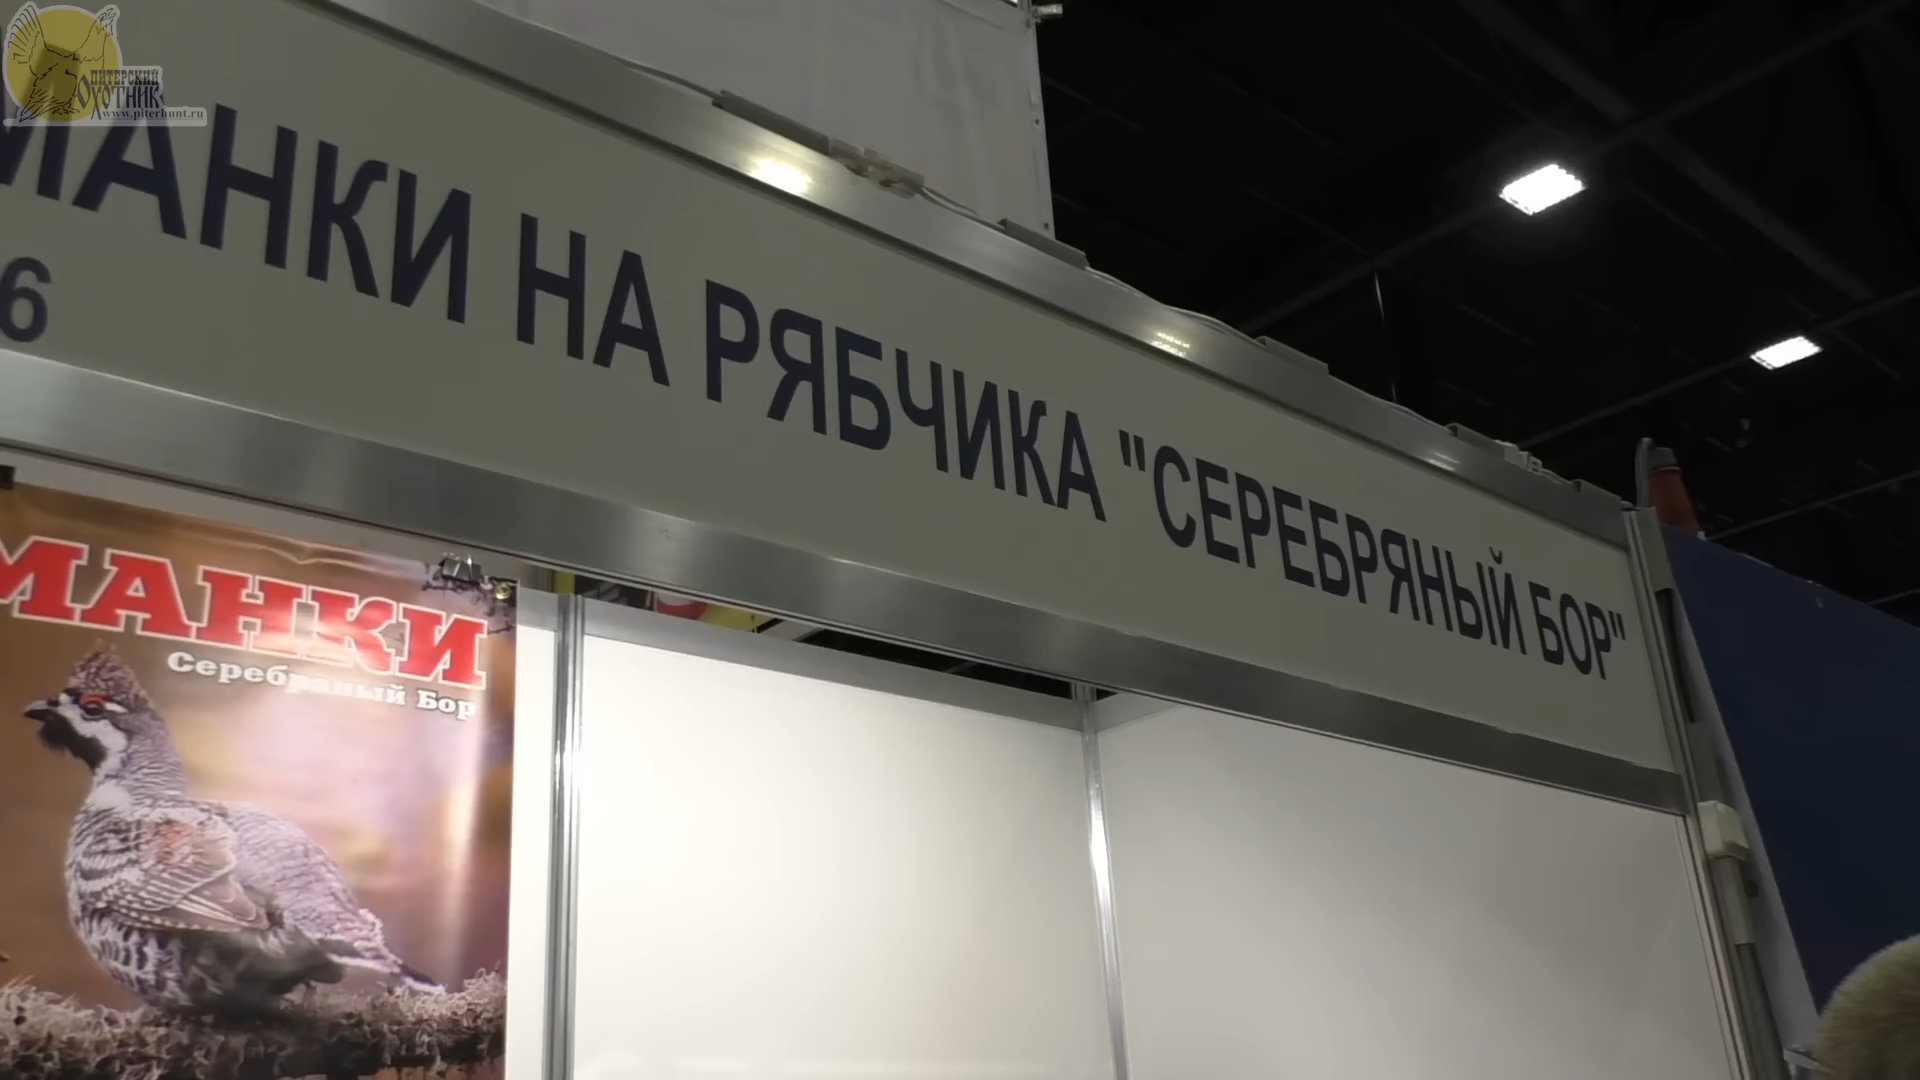 ПИТЕРСКИЙ
ОХОТНИК
www.piterhunt.ru
МАНКИ НА РЯБЧИКА "СЕРЕБРЯНЫЙ БОР"
6
МАНКИ
Серебряный Бор